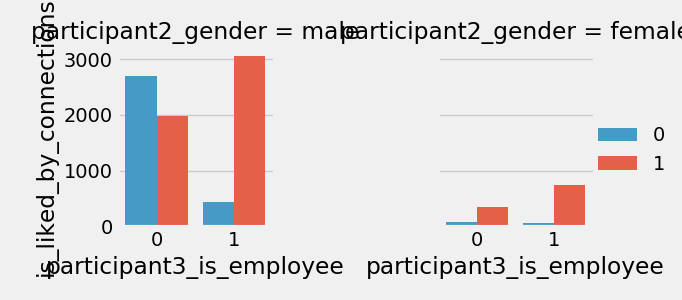 participant2_gender = male
participant2_gender = female
is_liked_by_connections
3000
2000
1000
0
0 1
0 1
participant3_is_employee
participant3_is_employee
0
1